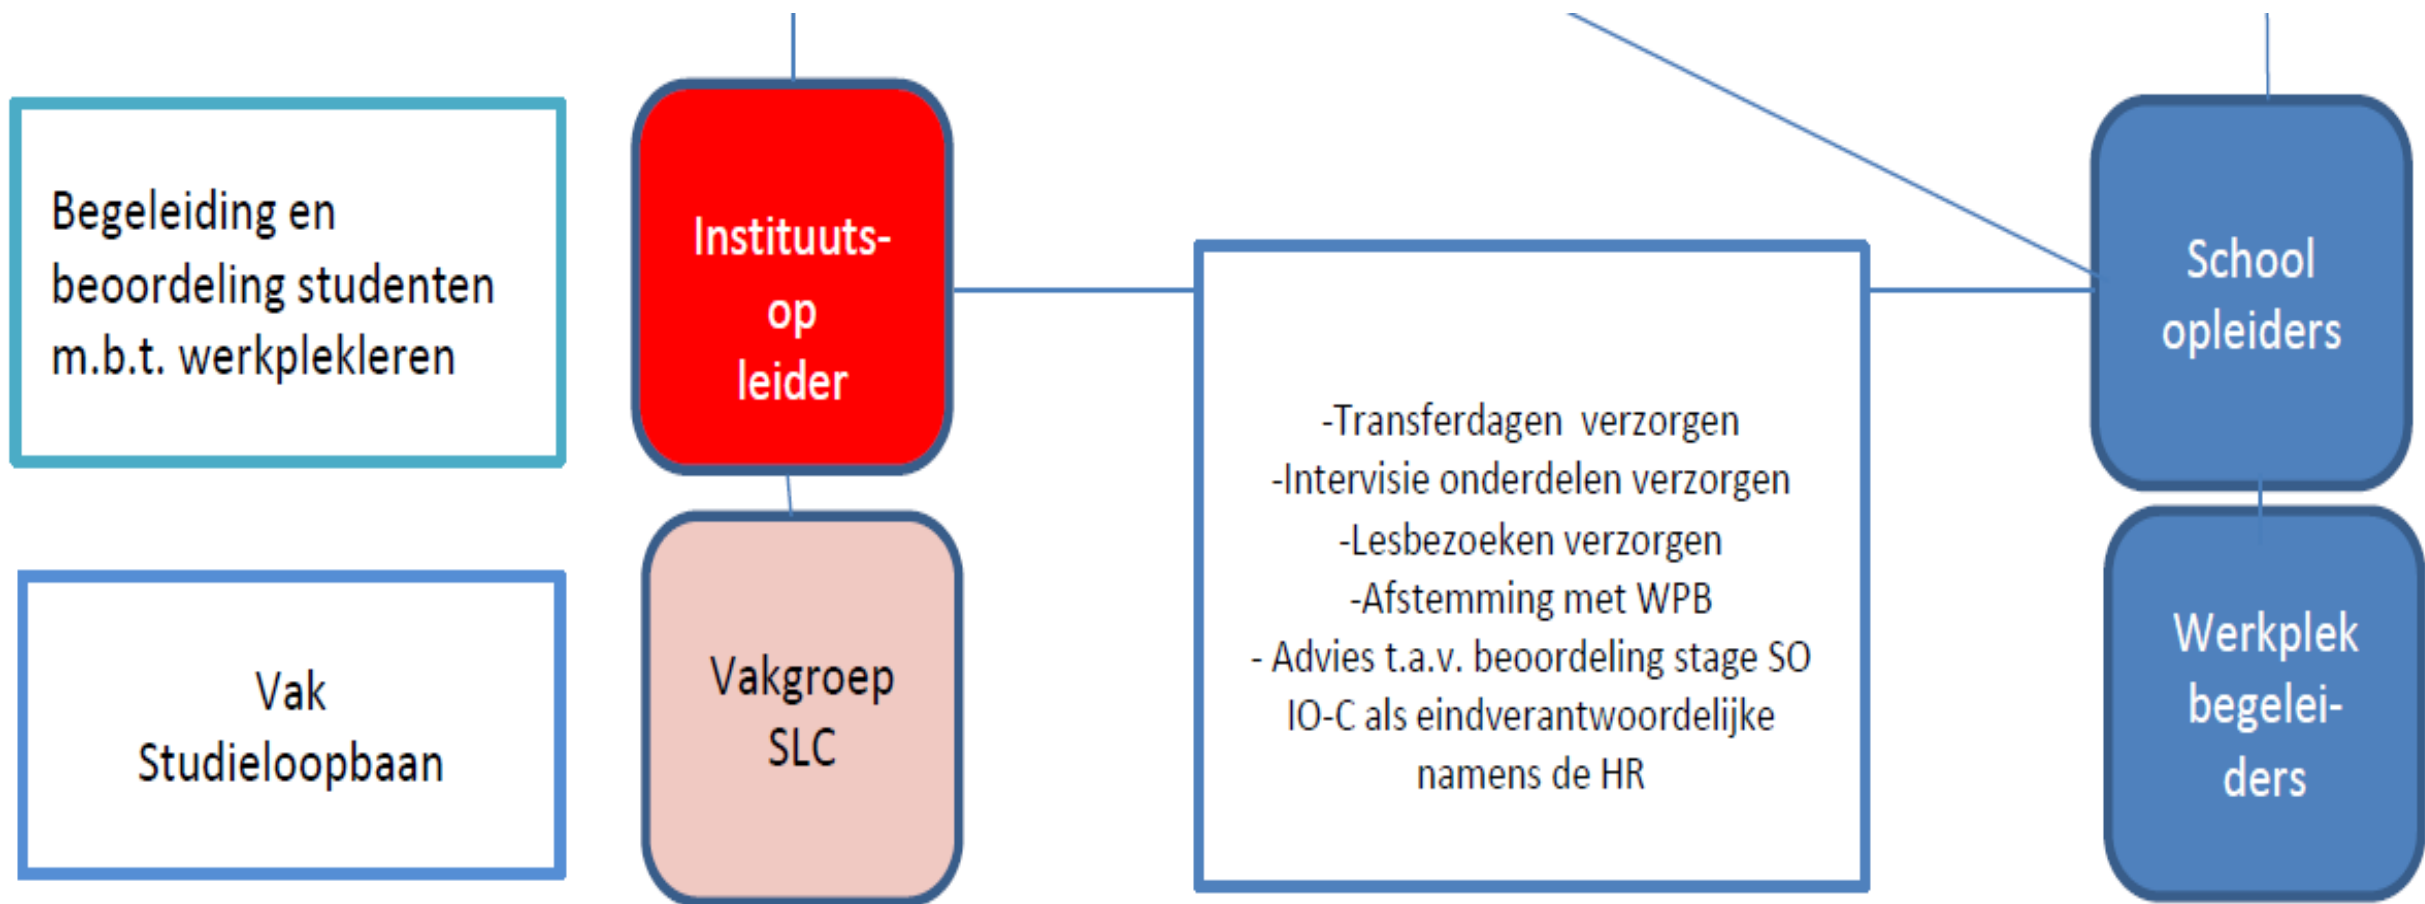 Begeleiding en
beoordeling studenten
m.b.t. werkplekleren
Instituuts-
op
leider
School
opleiders
-Transferdagen verzorgen
-Intervisie onderdelen verzorgen
-Lesbezoeken verzorgen
-Afstemming met WPB
- Advies t.a.v. beoordeling stage SO
IO-C als eindverantwoordelijke
namens de HR
Vak
Studieloopbaan
Vakgroep
SLC
Werkplek
begelei-
ders